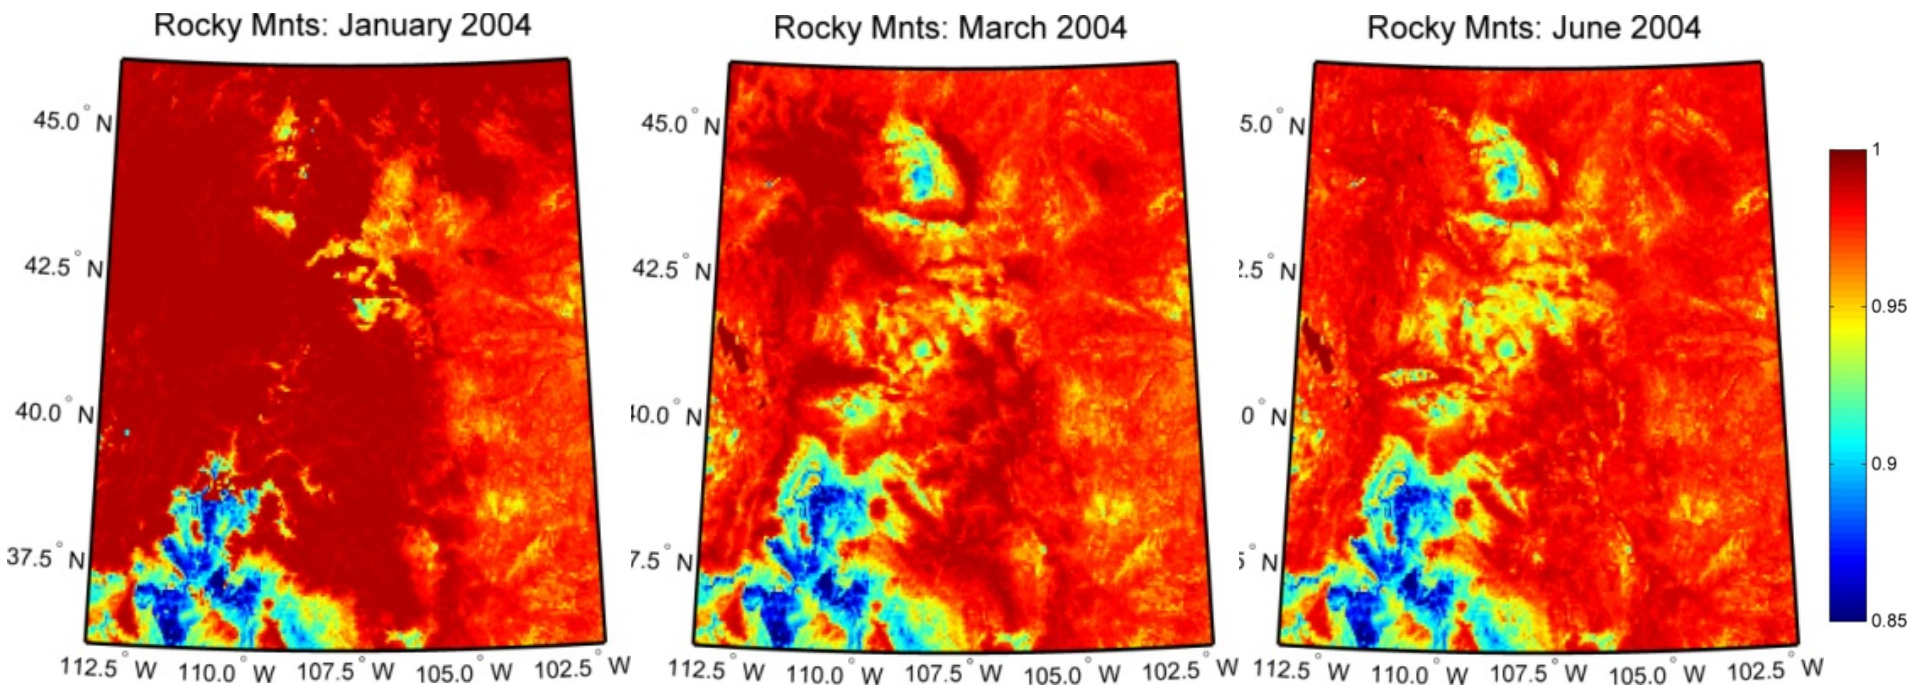 Rocky Mnts: January 2004
Rocky Mnts: March 2004
Rocky Mnts: June 2004
45.0° N
42.5° N
40.0° N
37.5° N
112.5° W
110.0° W
107.5° W
105.0° W
102.5° W
45.0° N
42.5° N
40.0° N
7.5° N
112.5° W
110.0° W
107.5° W
105.0° W
102.5° W
5.0° N
2.5° N
0° N
5° N
112.5° W
110.0° W
107.5° W
105.0° W
102.5° W
1
0.95
0.9
0.85